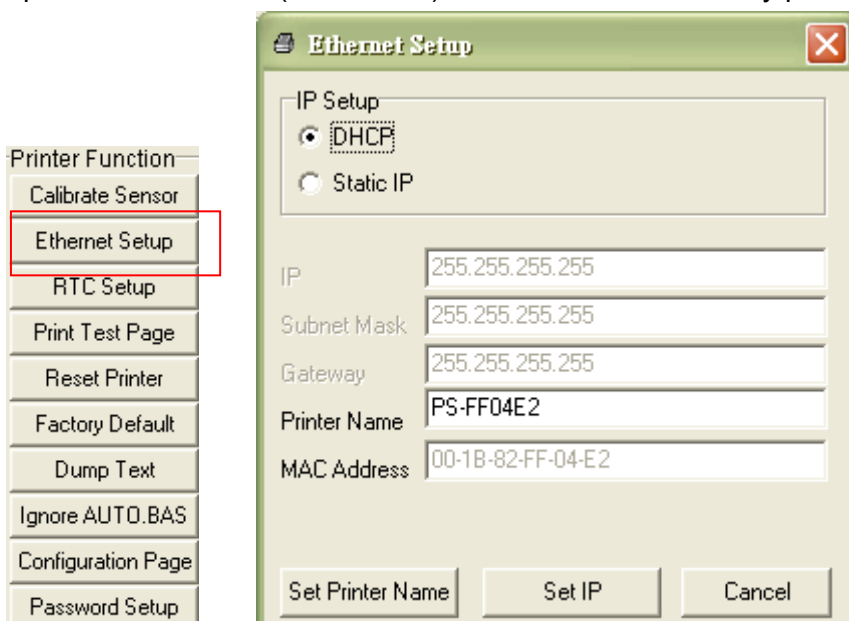 Printer Function
Calibrate Sensor
Ethernet Setup
RTC Setup
Print Test Page
Reset Printer
Factory Default
Dump Text
Ignore AUTO.BAS
Configuration Page
Password Setup
Ethernet Setup
IP Setup
DHCP
Static IP
IP 255.255.255.255
Subnet Mask 255.255.255.255
Gateway 255.255.255.255
Printer Name PS-FF04E2
MAC Address 00-1B-82-FF-04-E2
Set Printer Name Set IP Cancel